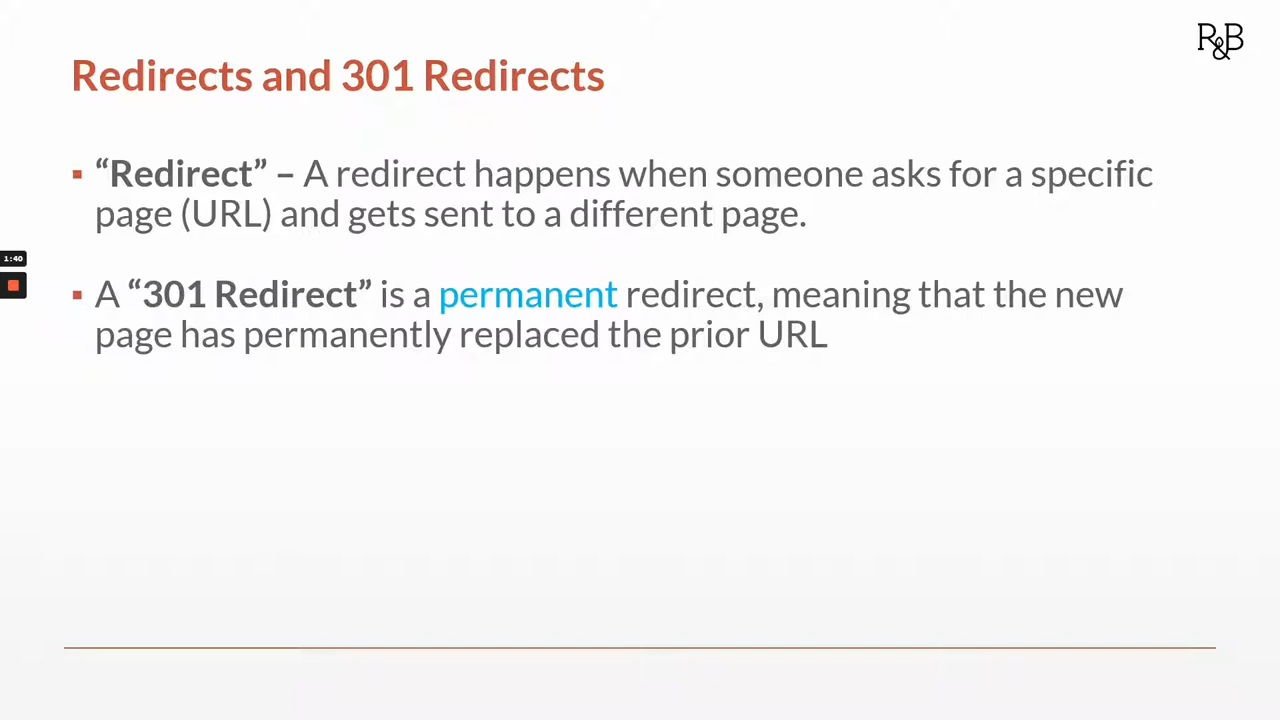 R&B
Redirects and 301 Redirects
▪ “Redirect” – A redirect happens when someone asks for a specific
page (URL) and gets sent to a different page.
1:40
▪ A “301 Redirect” is a permanent redirect, meaning that the new
page has permanently replaced the prior URL